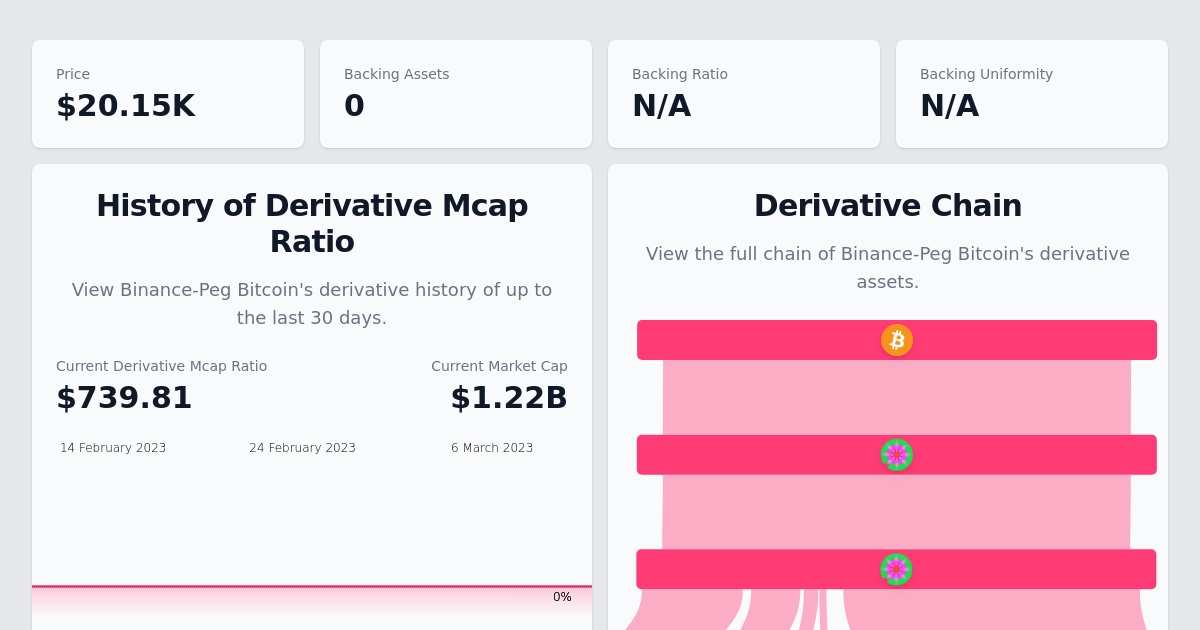 Price
$20.15K
Backing Assets
0
Backing Ratio
N/A
Backing Uniformity
N/A
History of Derivative Mcap
Ratio
View Binance-Peg Bitcoin's derivative history of up to
the last 30 days.
Current Derivative Mcap Ratio
$739.81
Current Market Cap
$1.22B
14 February 2023
24 February 2023
6 March 2023
0%
Derivative Chain
View the full chain of Binance-Peg Bitcoin's derivative
assets.